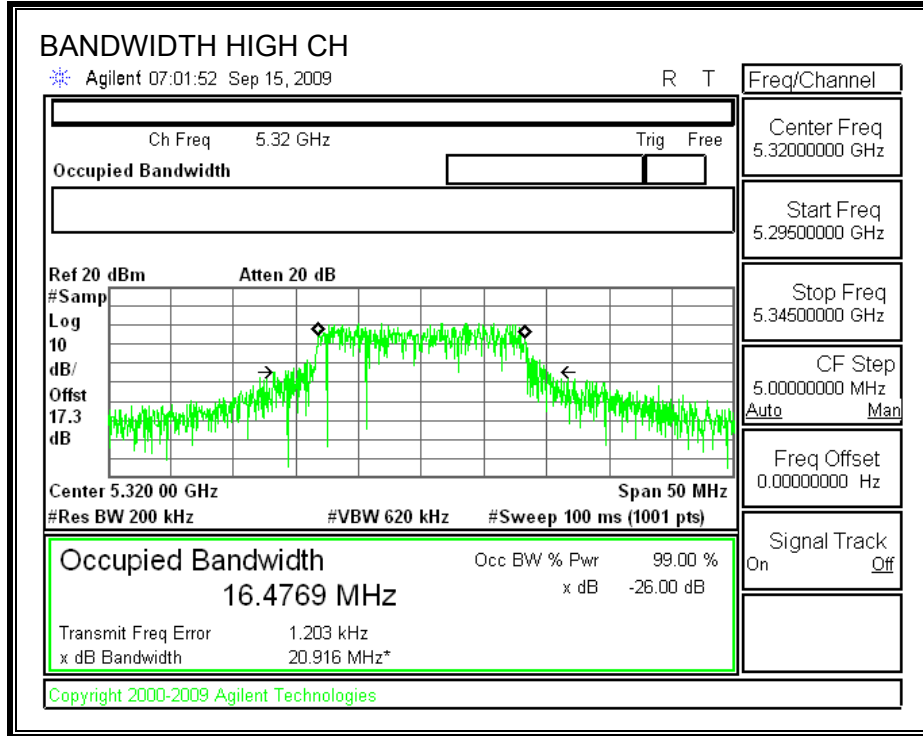 BANDWIDTH HIGH CH
Agilent 07:01:52 Sep 15, 2009 R T
Freq/Channel
Ch Freq 5.32 GHz Trig Free
Occupied Bandwidth
Center Freq
5.32000000 GHz
Start Freq
5.29500000 GHz
Stop Freq
5.34500000 GHz
CF Step
5.00000000 MHz
Auto Man
Freq Offset
0.00000000 Hz
Signal Track
On Off
Ref 20 dBm Atten 20 dB
#Samp
Log
10
dB/
Offst
17.3
dB
Center 5.320 00 GHz Span 50 MHz
#Res BW 200 kHz #VBW 620 kHz #Sweep 100 ms (1001 pts)
Occupied Bandwidth Occ BW % Pwr 99.00 %
16.4769 MHz x dB -26.00 dB
Transmit Freq Error 1.203 kHz
x dB Bandwidth 20.916 MHz*
Copyright 2000-2009 Agilent Technologies